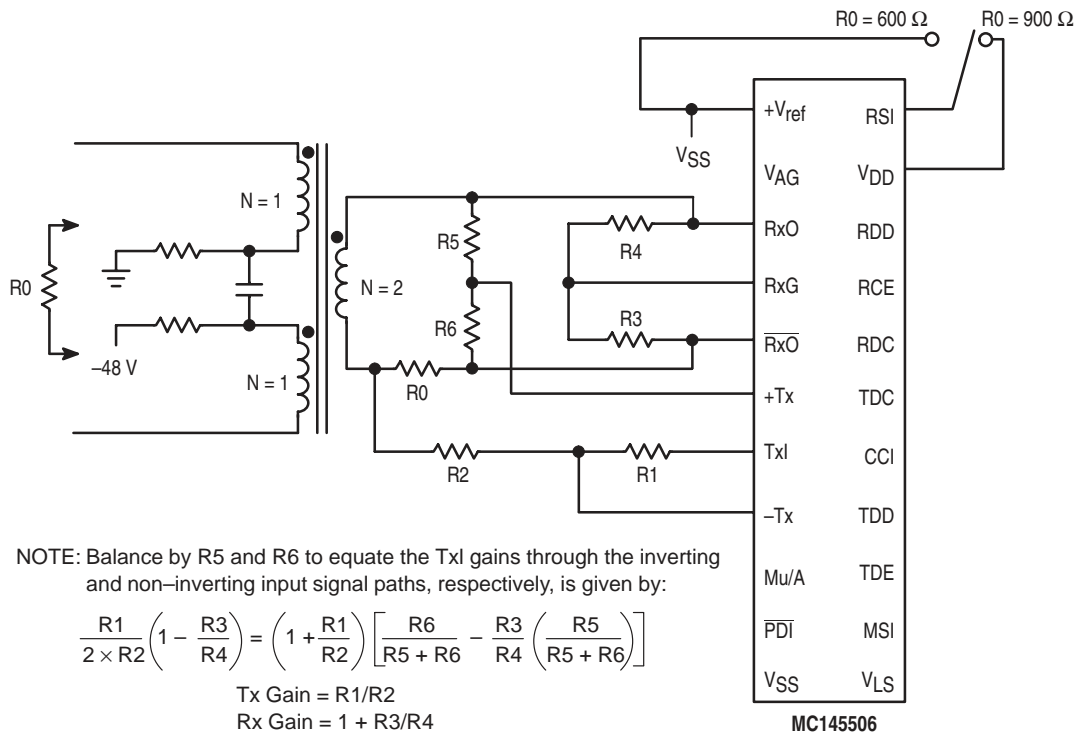 R0 = 600 Ω
R0 = 900 Ω
+Vref
RSI
VSS
VAG
VDD
N = 1
R5
R4
RxO
RDD
R0
N = 2
RxG
RCE
R6
R3
–48 V
RxO
RDC
N = 1
R0
+Tx
TDC
TxI
CCI
R2
R1
–Tx
TDD
NOTE: Balance by R5 and R6 to equate the TxI gains through the inverting
and non–inverting input signal paths, respectively, is given by:
Mu/A
TDE
R1/(2 × R2) (1 – R3/R4) = (1 + R1/R2) [R6/(R5 + R6) – R3/R4 (R5/(R5 + R6))]
PDI
MSI
Tx Gain = R1/R2
VSS
VLS
Rx Gain = 1 + R3/R4
MC145506